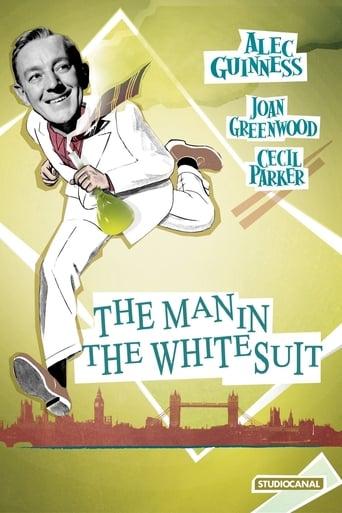 ALEC
GUINNESS
JOAN
GREENWOOD
CECIL
PARKER
THE MAN IN
THE WHITE SUIT
STUDIOCANAL